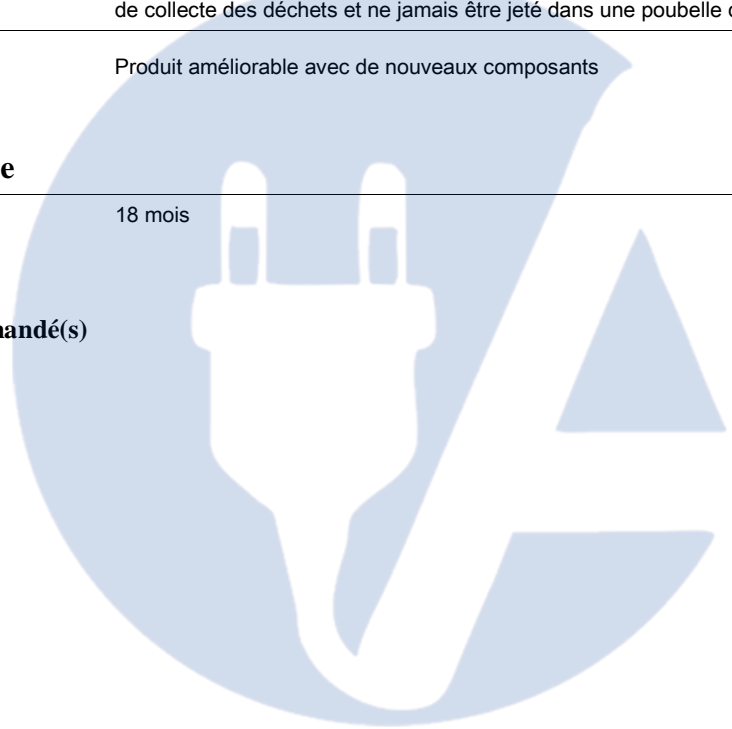 de collecte des déchets et ne jamais être jeté dans une poubelle
Produit améliorable avec de nouveaux composants
18 mois